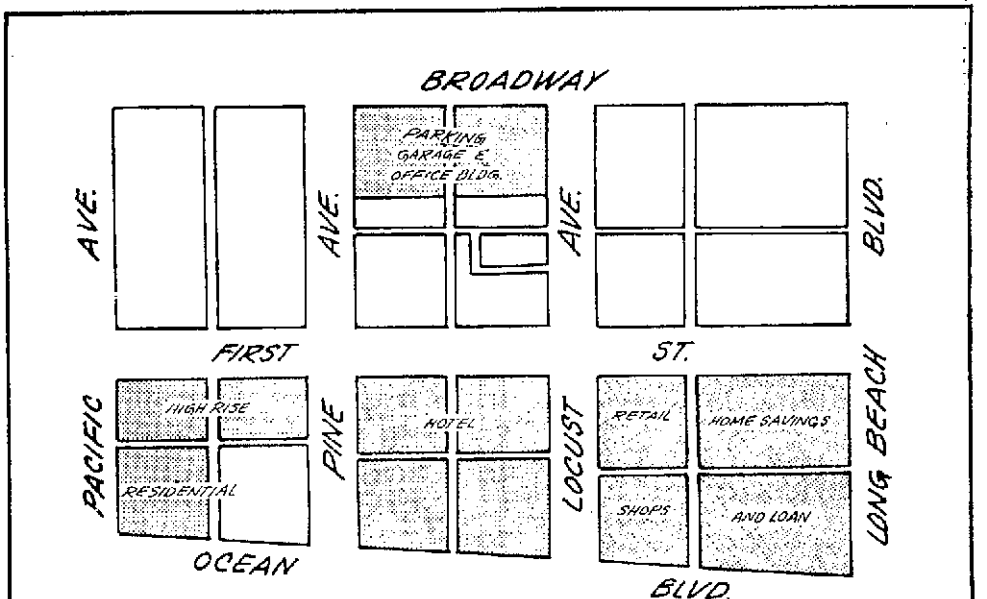 BROADWAY
PARKING
GARAGE &
OFFICE BLDG.
AVE.
AVE.
AVE.
BLVD.
FIRST
ST.
PACIFIC
HIGH RISE
RESIDENTIAL
PINE
HOTEL
LOCUST
RETAIL
SHOPS
HOME SAVINGS
AND LOAN
LONG BEACH
OCEAN
BLVD.